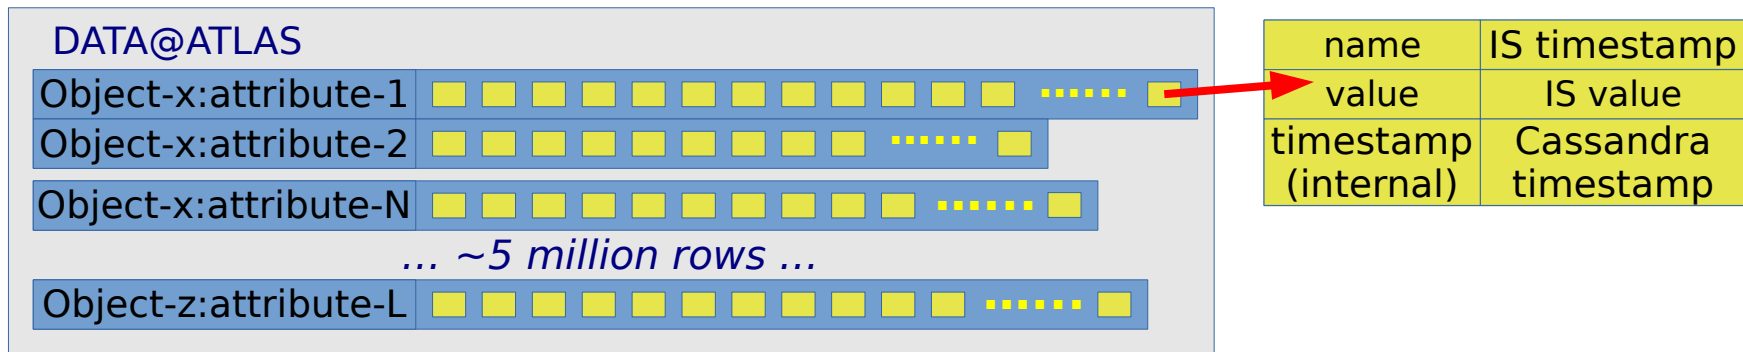 DATA@ATLAS
Object-x:attribute-1
Object-x:attribute-2
Object-x:attribute-N
... ~5 million rows ...
Object-z:attribute-L
name IS timestamp
value IS value
timestamp Cassandra
(internal) timestamp